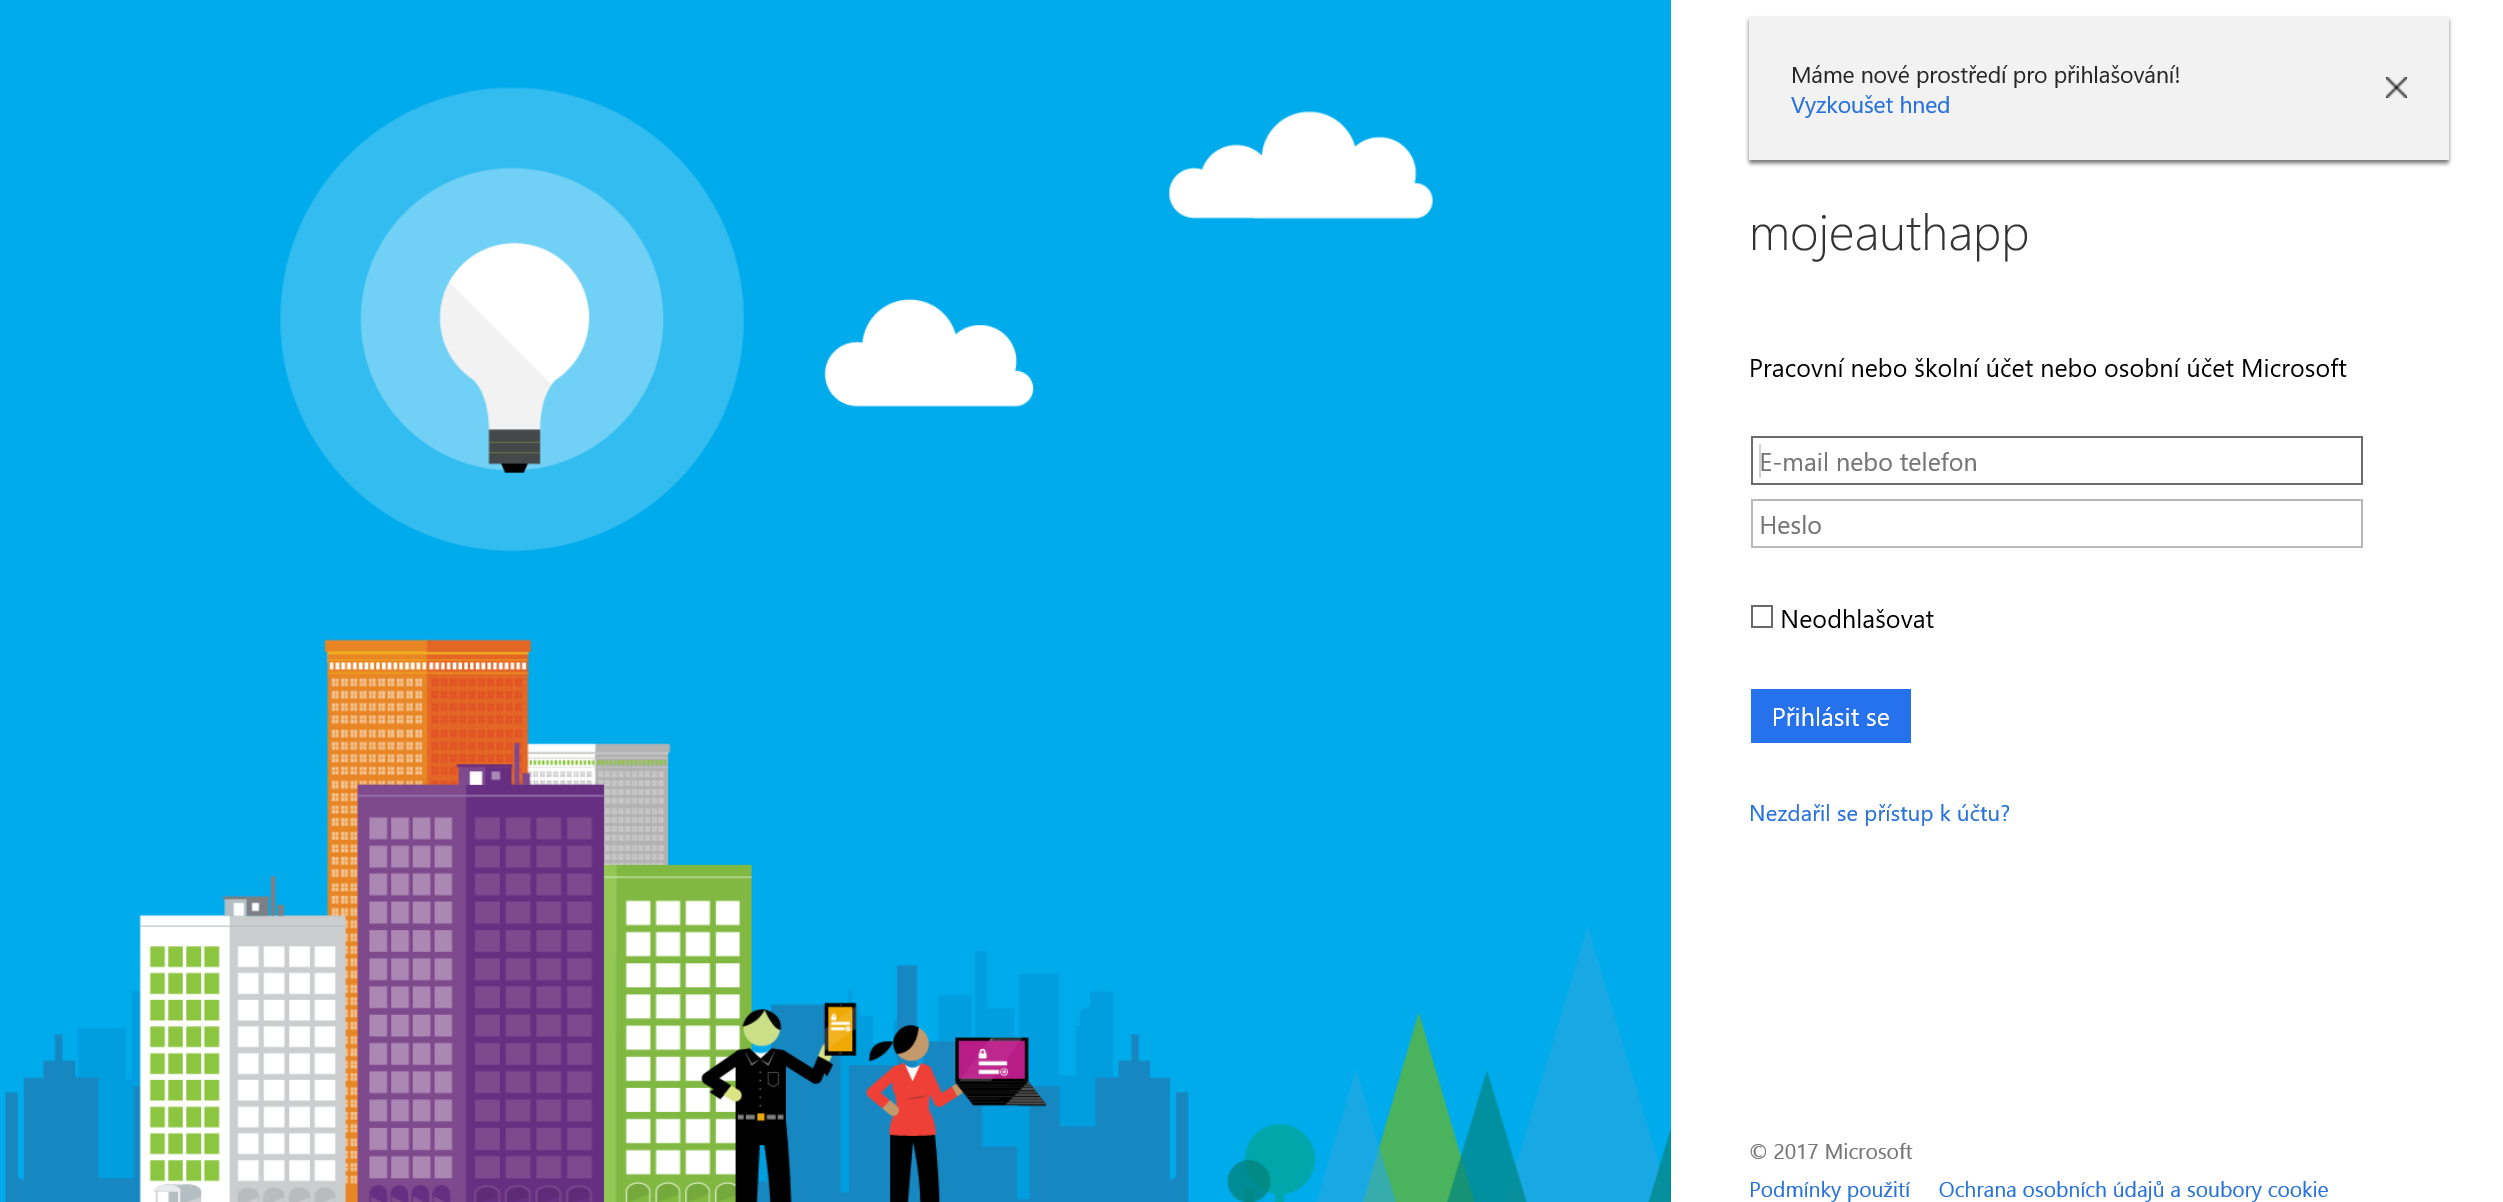 Máme nové prostředí pro přihlašování!
Vyzkoušet hned
mojeauthapp
Pracovní nebo školní účet nebo osobní účet Microsoft
E-mail nebo telefon
Heslo
Neodhlašovat
Přihlásit se
Nezdařil se přístup k účtu?
© 2017 Microsoft
Podmínky použití Ochrana osobních údajů a soubory cookie